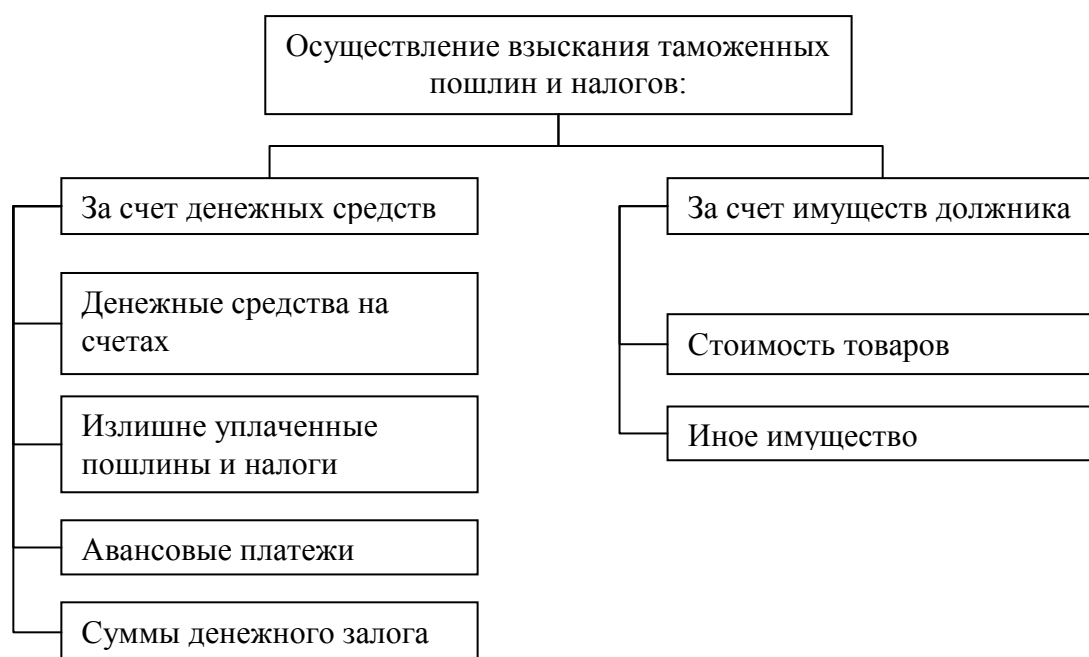 Осуществление взыскания таможенных
пошлин и налогов:
За счет денежных средств
Денежные средства на
счетах
Излишне уплаченные
пошлины и налоги
Авансовые платежи
Суммы денежного залога
За счет имуществ должника
Стоимость товаров
Иное имущество